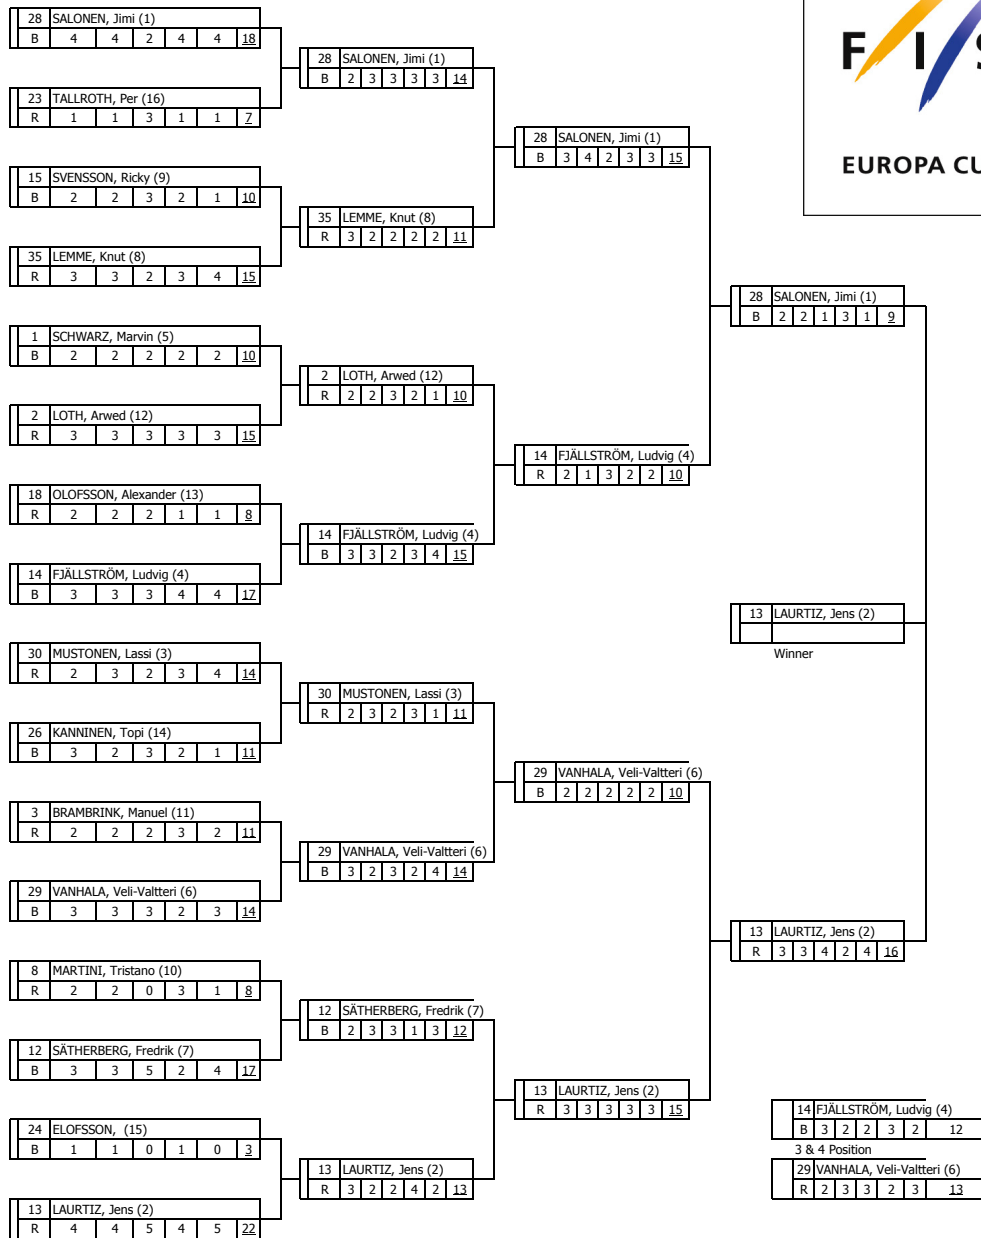 28 SALONEN, Jimi (1)
B 4 4 2 4 4 18
23 TALLROTH, Per (16)
R 1 1 3 1 1 7
15 SVENSSON, Ricky (9)
B 2 2 3 2 1 10
35 LEMME, Knut (8)
R 3 3 2 3 4 15
1 SCHWARZ, Marvin (5)
B 2 2 2 2 2 10
2 LOTH, Arwed (12)
R 3 3 3 3 3 15
18 OLOFSSON, Alexander (13)
R 2 2 2 1 1 8
14 FJÄLLSTRÖM, Ludvig (4)
B 3 3 3 4 4 17
30 MUSTONEN, Lassi (3)
R 2 3 2 3 4 14
26 KANNINEN, Topi (14)
B 3 2 3 2 1 11
3 BRAMBRINK, Manuel (11)
R 2 2 2 3 2 11
29 VANHALA, Veli-Valtteri (6)
B 3 3 3 2 3 14
8 MARTINI, Tristano (10)
R 2 2 0 3 1 8
12 SÄTHERBERG, Fredrik (7)
B 3 3 5 2 4 17
24 ELOFSSON, (15)
B 1 1 0 1 0 3
13 LAURTIZ, Jens (2)
R 4 4 5 4 5 22
28 SALONEN, Jimi (1)
B 2 3 3 3 3 14
35 LEMME, Knut (8)
R 3 2 2 2 2 11
2 LOTH, Arwed (12)
R 2 2 3 2 1 10
14 FJÄLLSTRÖM, Ludvig (4)
B 3 3 2 3 4 15
30 MUSTONEN, Lassi (3)
R 2 3 2 3 1 11
29 VANHALA, Veli-Valtteri (6)
B 3 2 3 2 4 14
12 SÄTHERBERG, Fredrik (7)
B 2 3 3 1 3 12
13 LAURTIZ, Jens (2)
R 3 2 2 4 2 13
28 SALONEN, Jimi (1)
B 3 4 2 3 3 15
14 FJÄLLSTRÖM, Ludvig (4)
R 2 1 3 2 2 10
29 VANHALA, Veli-Valtteri (6)
B 2 2 2 2 2 10
13 LAURTIZ, Jens (2)
R 3 3 3 3 3 15
F I S
EUROPA CU
28 SALONEN, Jimi (1)
B 2 2 1 3 1 9
13 LAURTIZ, Jens (2)
Winner
13 LAURTIZ, Jens (2)
R 3 3 4 2 4 16
14 FJÄLLSTRÖM, Ludvig (4)
B 3 2 2 3 2 12
3 & 4 Position
29 VANHALA, Veli-Valtteri (6)
R 2 3 3 2 3 13